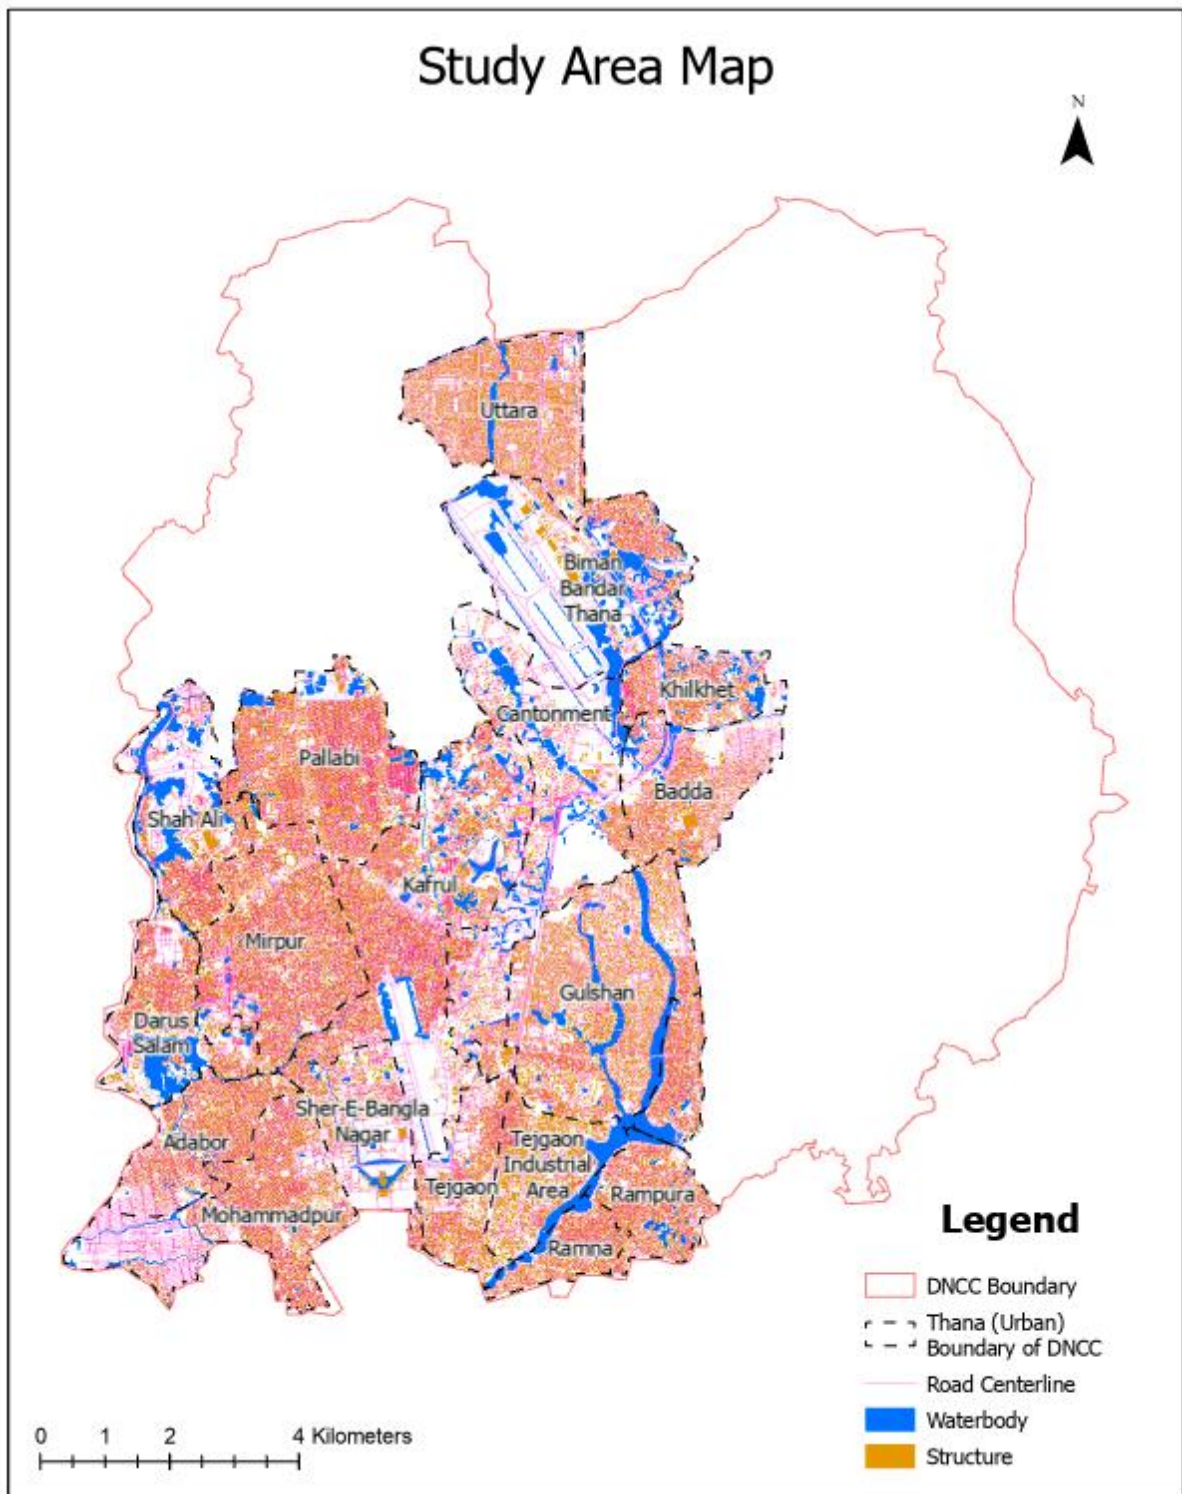 Study Area Map
N
Uttara
Biman
Bandar
Thana
Khilkhet
Cantonment
Pallabi
Badda
Shah Ali
Kafrul
Mirpur
Gulshan
Darus
Salam
Sher-E-Bangla
Nagar
Adabor
Tejgaon
Industrial
Area
Tejgaon
Rampura
Mohammadpur
Ramna
Legend
DNCC Boundary
Thana (Urban)
Boundary of DNCC
Road Centerline
Waterbody
Structure
0 1 2 4 Kilometers